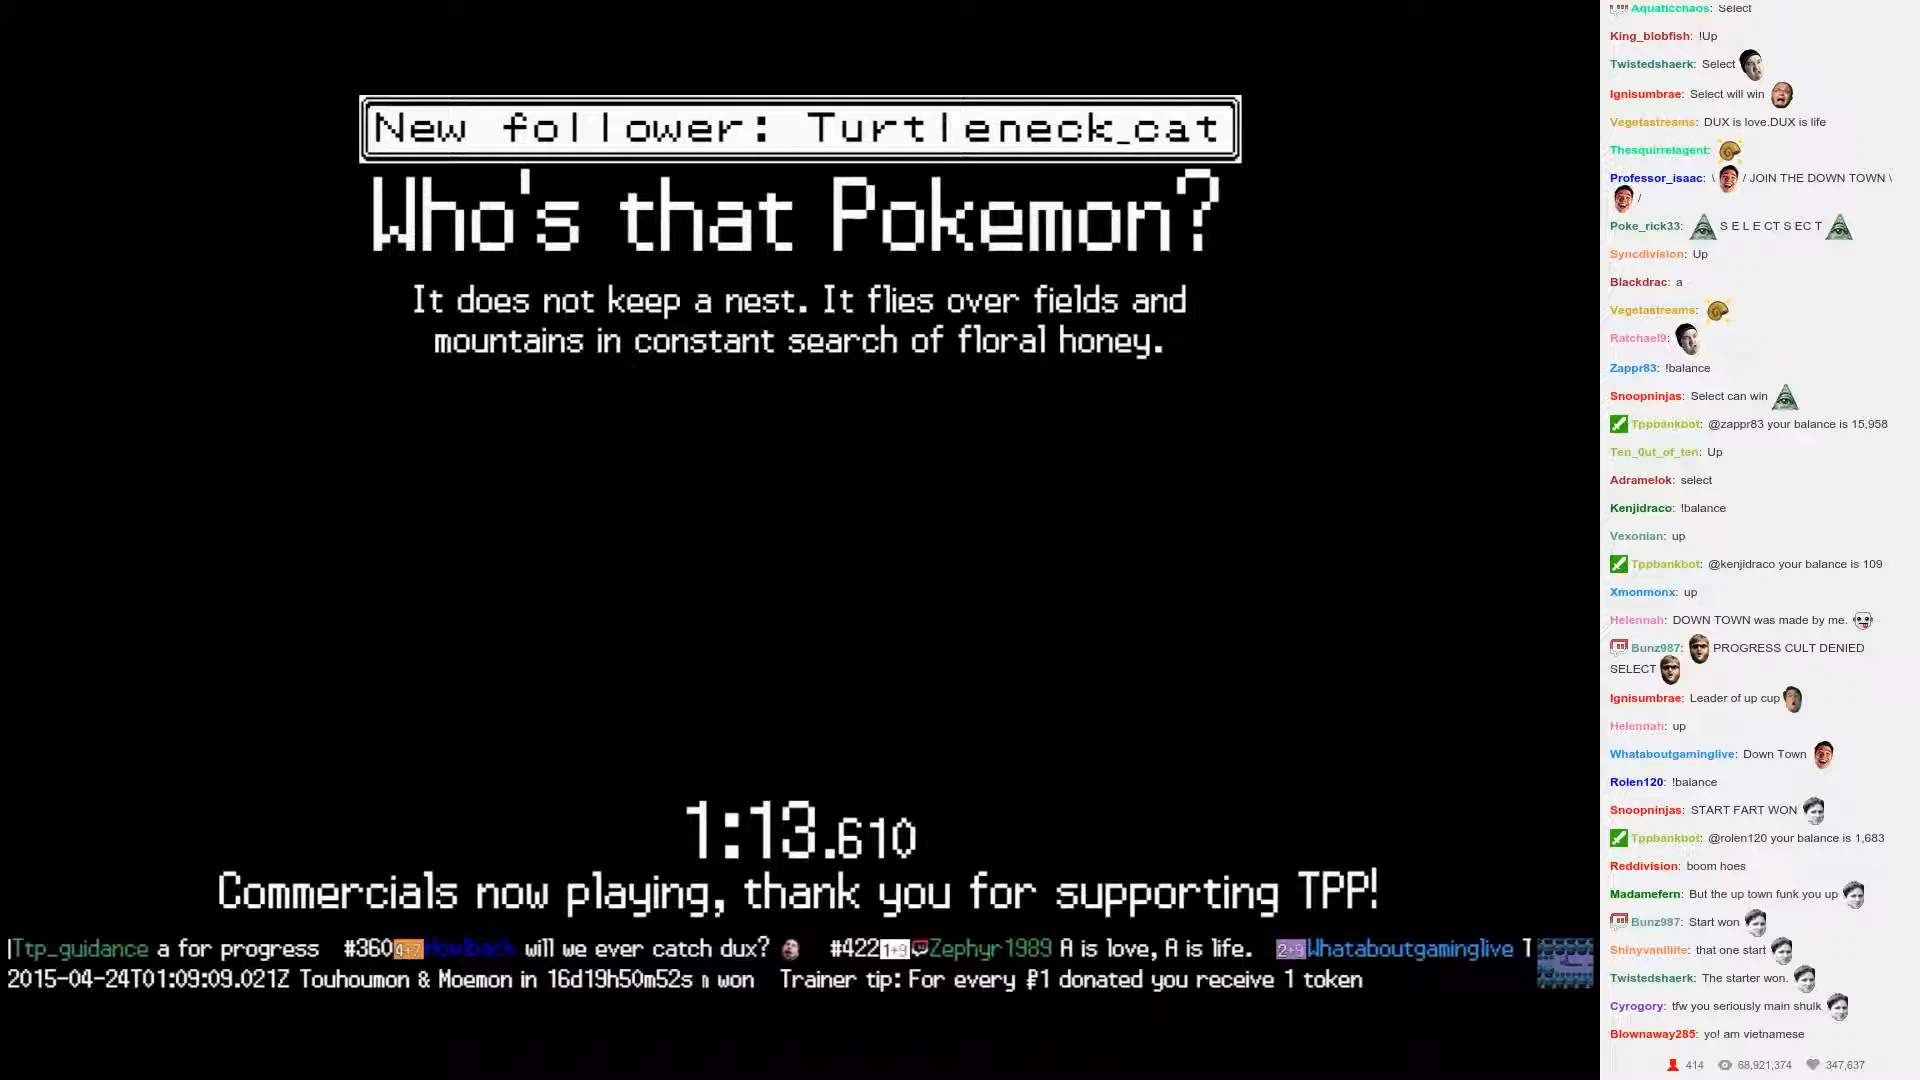 New follower: Turtleneck_cat
Who's that Pokemon?
It does not keep a nest. It flies over fields and
mountains in constant search of floral honey.
1:13.610
Commercials now playing, thank you for supporting TPP!
Ttp_guidance a for progress #360 4+7 Howlback will we ever catch dux? #422 1+9 Zephyr1989 A is love, A is life. 2+9 Whataboutgaminglive T
2015-04-24T01:09:09.021Z Touhoumon & Moemon in 16d19h50m52s n won Trainer tip: For every ₽1 donated you receive 1 token
Aquaticchaos: Select
King_blobfish: !Up
Twistedshaerk: Select
Ignisumbrae: Select will win
Vegetastreams: DUX is love.DUX is life
Thesquirrelagent:
Professor_isaac: \ / JOIN THE DOWN TOWN \
/
Poke_rick33: S E L E CT S EC T
Syncdivision: Up
Blackdrac: a
Vegetastreams:
Ratchael9:
Zappr83: !balance
Snoopninjas: Select can win
Tppbankbot: @zappr83 your balance is 15,958
Ten_0ut_of_ten: Up
Adramelok: select
Kenjidraco: !balance
Vexonian: up
Tppbankbot: @kenjidraco your balance is 109
Xmonmonx: up
Helennah: DOWN TOWN was made by me.
Bunz987: PROGRESS CULT DENIED
SELECT
Ignisumbrae: Leader of up cup
Helennah: up
Whataboutgaminglive: Down Town
Rolen120: !balance
Snoopninjas: START FART WON
Tppbankbot: @rolen120 your balance is 1,683
Reddivision: boom hoes
Madamefern: But the up town funk you up
Bunz987: Start won
Shinyvanillite: that one start
Twistedshaerk: The starter won.
Cyrogory: tfw you seriously main shulk
Blownaway285: yo! am vietnamese
414 68,921,374 347,637